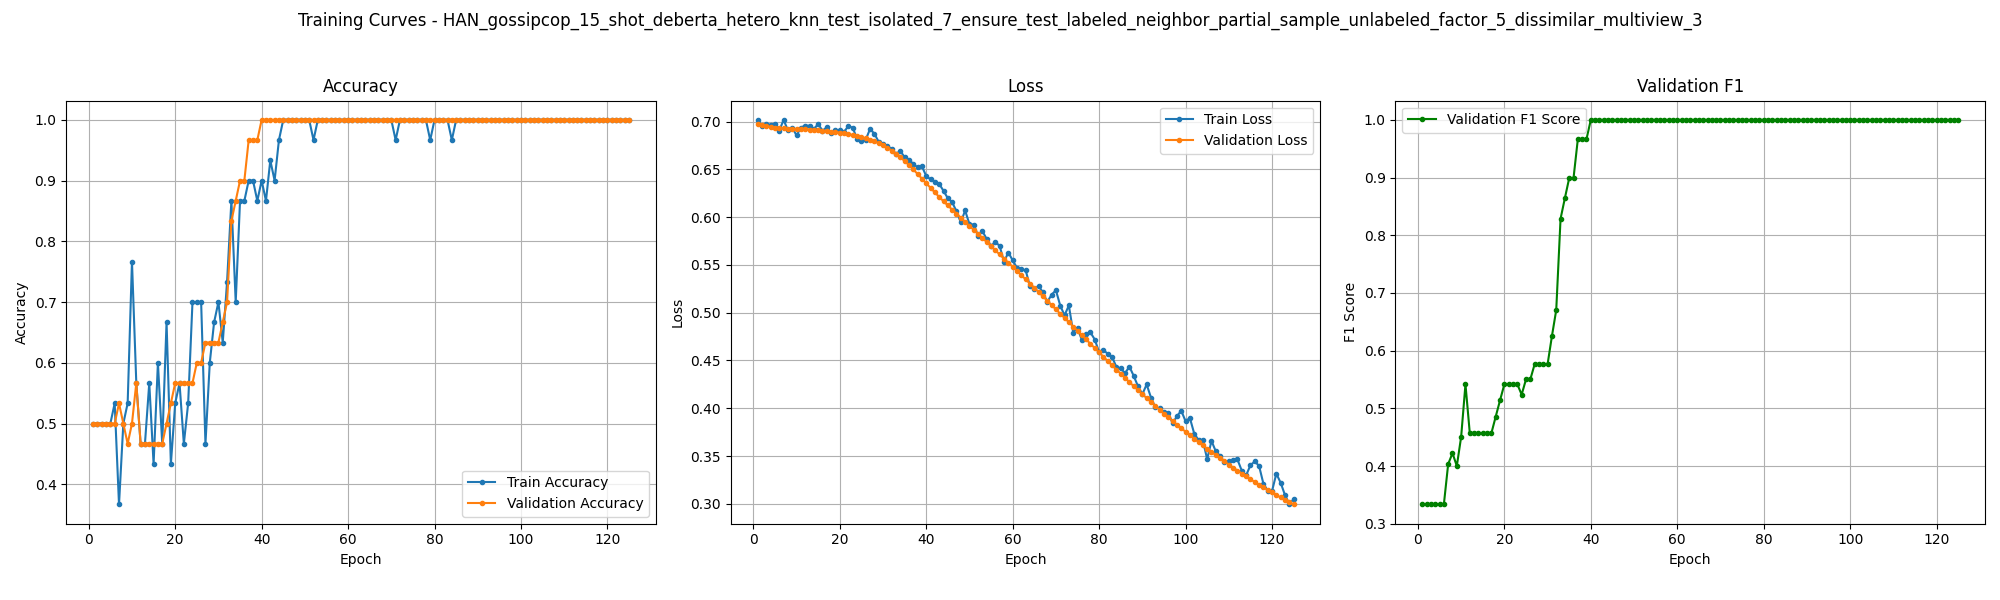 Training Curves - HAN_gossipcop_15_shot_deberta_hetero_knn_test_isolated_7_ensure_test_labeled_neighbor_partial_sample_unlabeled_factor_5_dissimilar_multiview_3
Accuracy
1.0
0.9
0.8
0.7
0.6
0.5
0.4
Accuracy
Train Accuracy
Validation Accuracy
0 20 40 60 80 100 120
Epoch
Loss
0.70
0.65
0.60
0.55
0.50
0.45
0.40
0.35
0.30
Loss
Train Loss
Validation Loss
0 20 40 60 80 100 120
Epoch
Validation F1
1.0
0.9
0.8
0.7
0.6
0.5
0.4
0.3
F1 Score
Validation F1 Score
0 20 40 60 80 100 120
Epoch